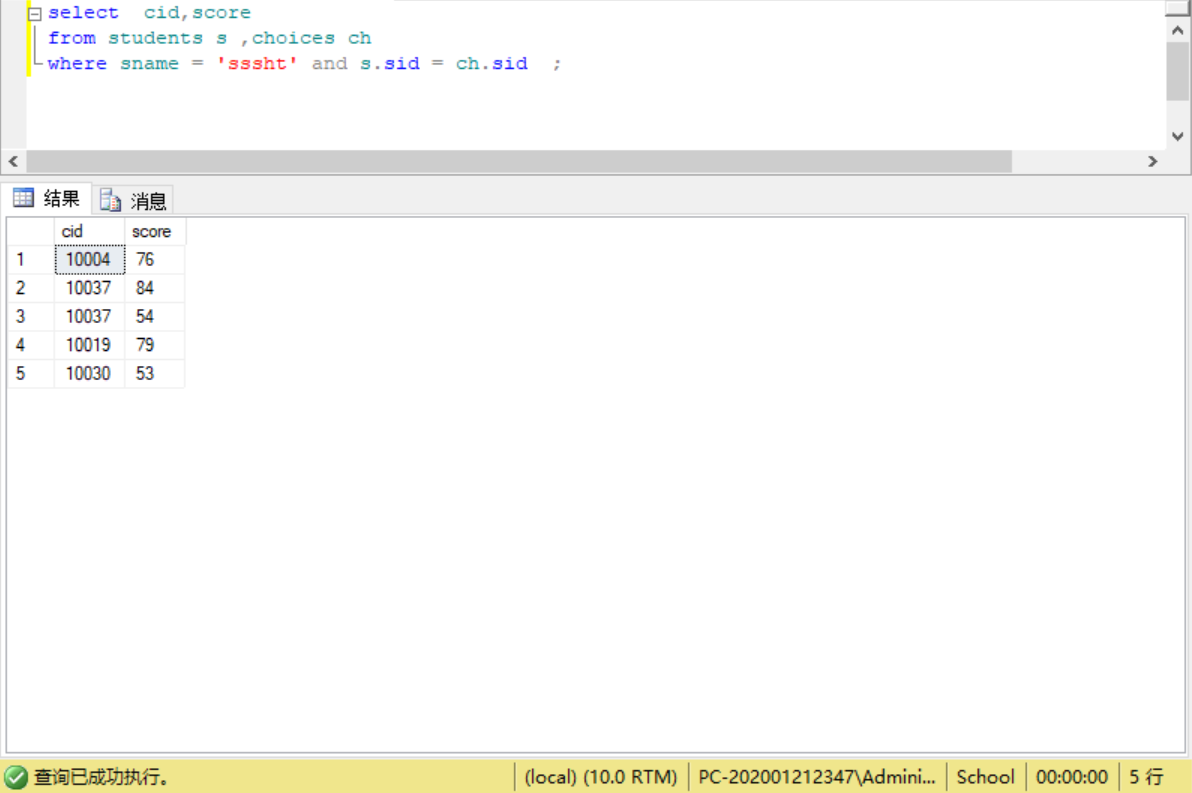 select  cid,score
from students s ,choices ch
where sname = 'sssht' and s.sid = ch.sid  ;
结果 消息
cid score
1 10004 76
2 10037 84
3 10037 54
4 10019 79
5 10030 53
查询已成功执行。 (local) (10.0 RTM) PC-202001212347\Admini... School 00:00:00 5 行